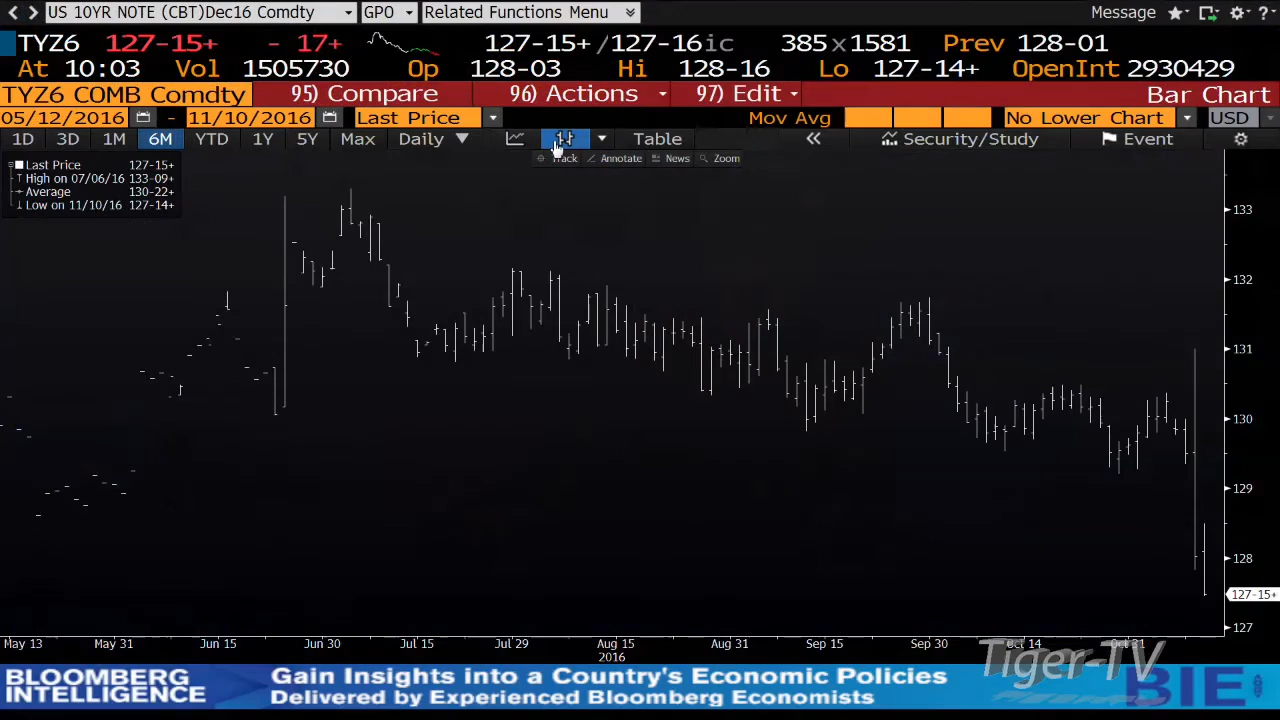 US 10YR NOTE (CBT)Dec16 Comdty GPO Related Functions Menu Message
TYZ6 127-15+ - 17+ 127-15+/127-16ic 385x1581 Prev 128-01
At 10:03 Vol 1505730 Op 128-03 Hi 128-16 Lo 127-14+ OpenInt 2930429
TYZ6 COMB Comdty 95) Compare 96) Actions 97) Edit Bar Chart
05/12/2016 - 11/10/2016 Last Price Mov Avg No Lower Chart USD
1D 3D 1M 6M YTD 1Y 5Y Max Daily Table « Security/Study Event
Track Annotate News Zoom
Last Price 127-15+
High on 07/06/16 133-09+
Average 130-22+
Low on 11/10/16 127-14+
133
132
131
130
129
128
127-15+
127
May 13 May 31 Jun 15 Jun 30 Jul 15 Jul 29 Aug 15 Aug 31 Sep 15 Sep 30 Oct 14 Oct 31
2016
Tiger-TV
BLOOMBERG
INTELLIGENCE
Gain Insights into a Country's Economic Policies
Delivered by Experienced Bloomberg Economists
BIE